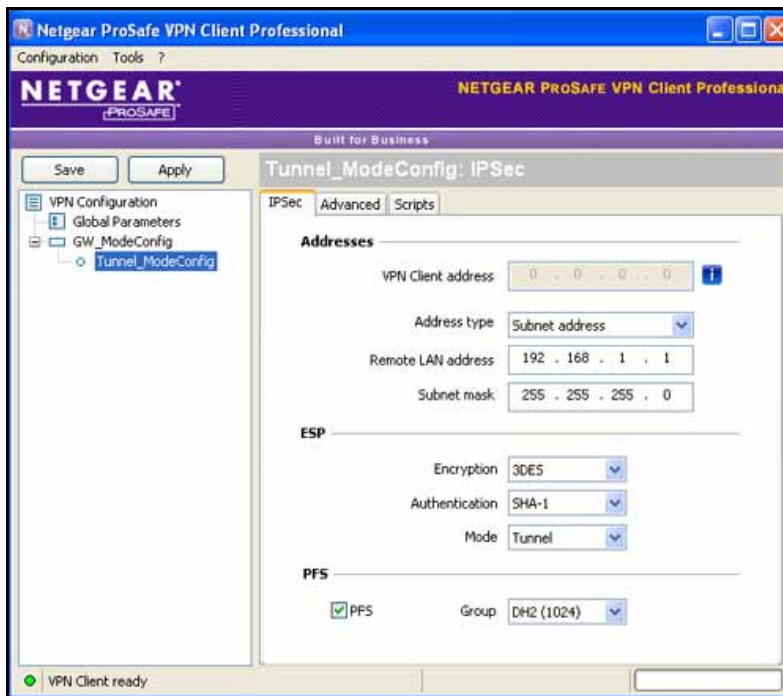 Netgear ProSafe VPN Client Professional
Configuration Tools ?
NETGEAR
PROSAFE
NETGEAR PROSAFE VPN Client Professiona
Built for Business
Save Apply
Tunnel_ModeConfig: IPSec
VPN Configuration
Global Parameters
GW_ModeConfig
Tunnel_ModeConfig
IPSec Advanced Scripts
Addresses
VPN Client address 0 . 0 . 0 . 0
Address type Subnet address
Remote LAN address 192 . 168 . 1 . 1
Subnet mask 255 . 255 . 255 . 0
ESP
Encryption 3DES
Authentication SHA-1
Mode Tunnel
PFS
PFS Group DH2 (1024)
VPN Client ready